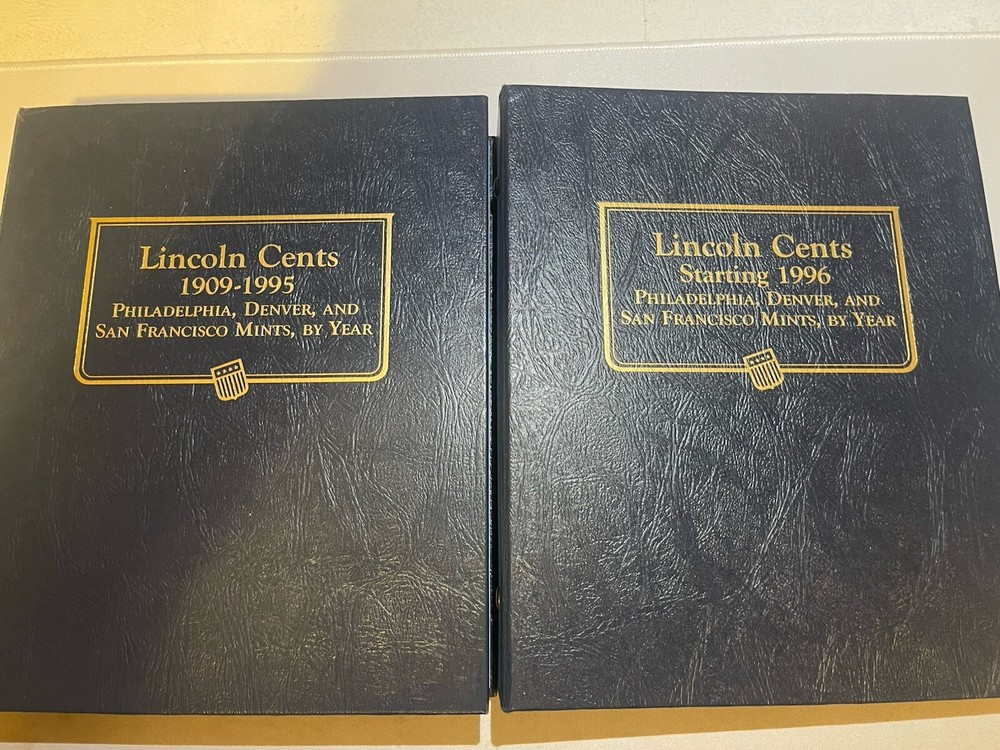 Lincoln Cents
1909-1995
Philadelphia, Denver, and
San Francisco Mints, by Year
Lincoln Cents
Starting 1996
Philadelphia, Denver, and
San Francisco Mints, by Year